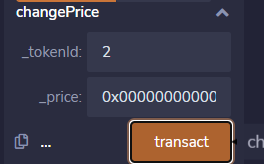 changePrice
_tokenId: 2
_price: 0x00000000000
... transact